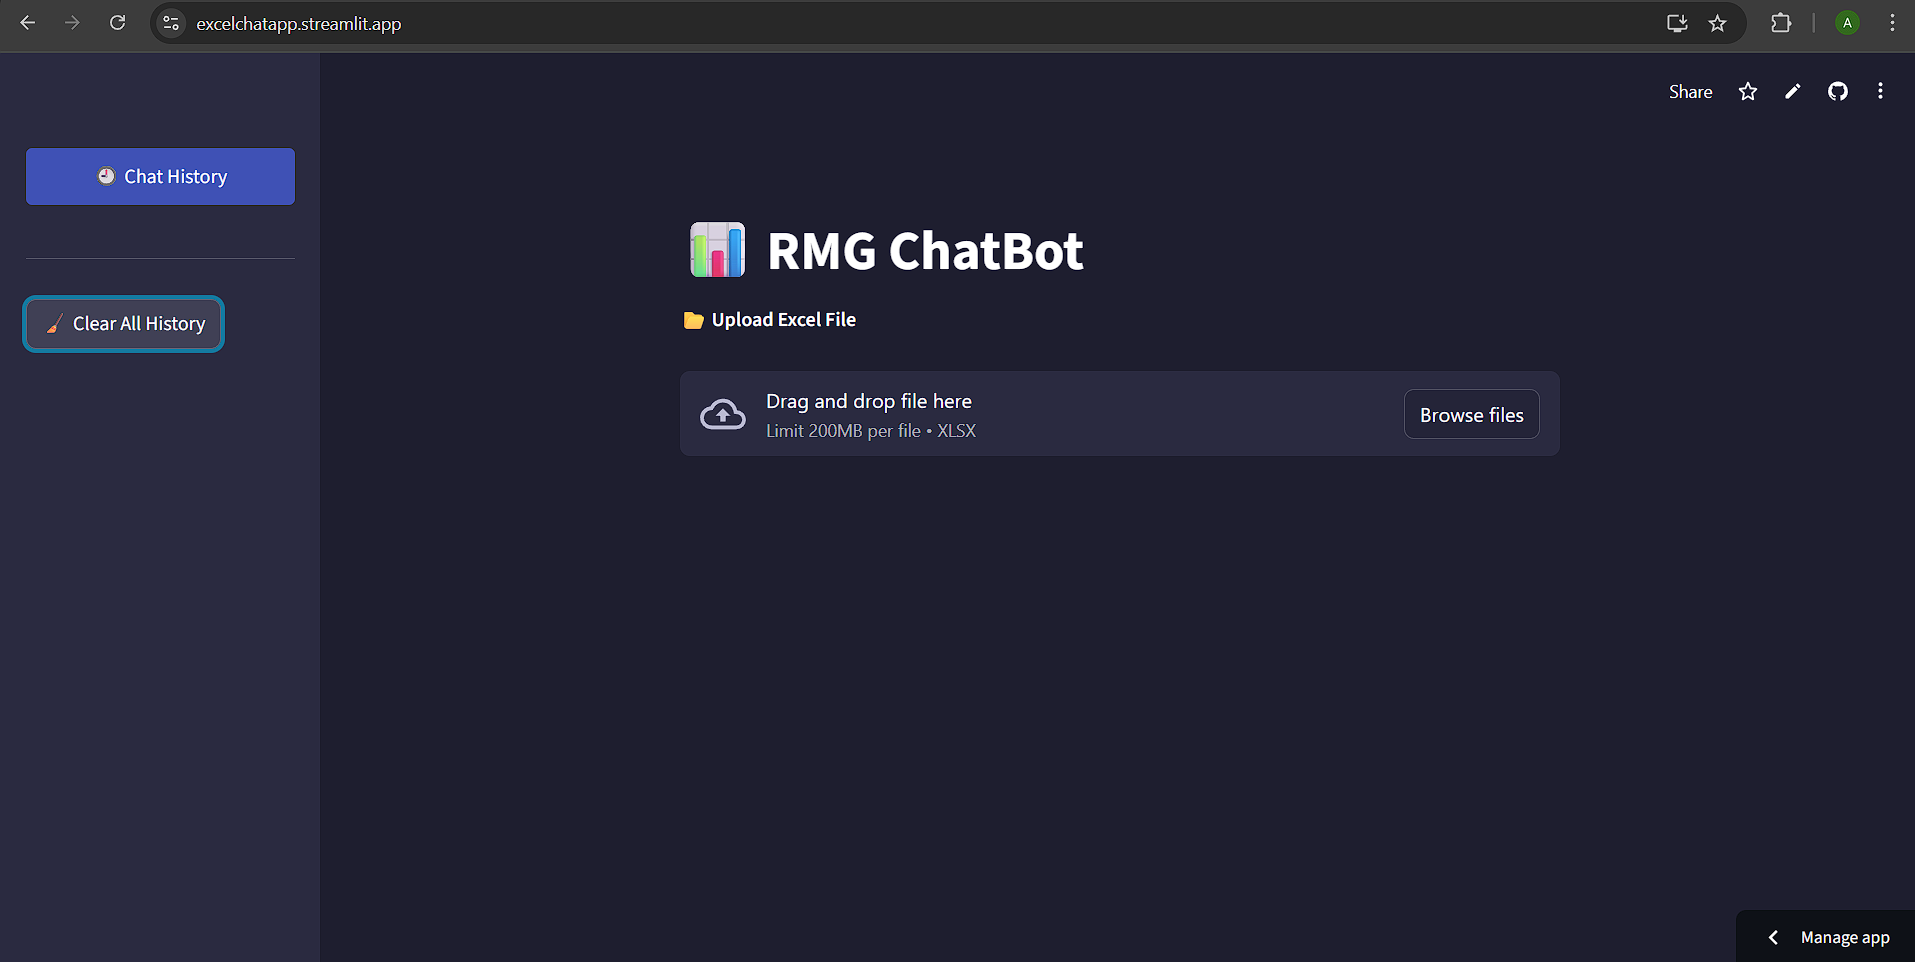 excelchatapp.streamlit.app
A
Share
Chat History
Clear All History
RMG ChatBot
Upload Excel File
Drag and drop file here
Limit 200MB per file • XLSX
Browse files
Manage app